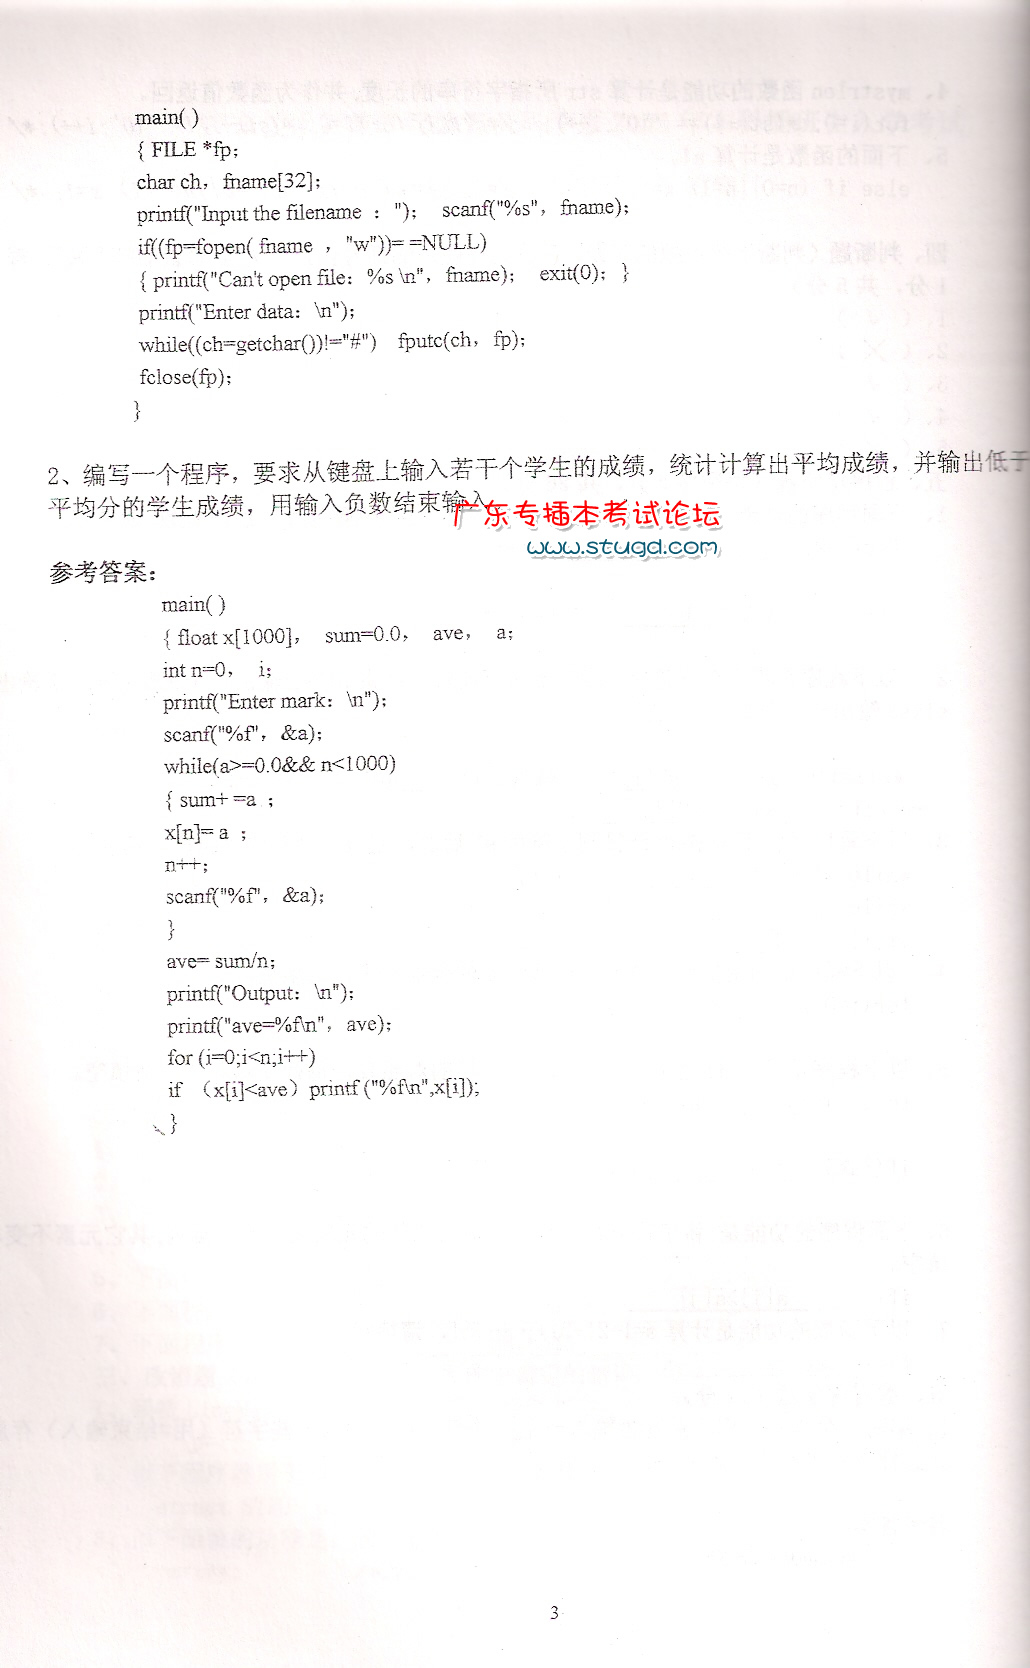 main( )
{ FILE *fp;
char ch，fname[32];
printf("Input the filename ： ");   scanf("%s"，fname);
if((fp=fopen( fname ，"w"))= =NULL)
{ printf("Can't open file：%s \n"，fname);   exit(0); }
printf("Enter data：\n");
while((ch=getchar())!="#")   fputc(ch，fp);
fclose(fp);
}
2、编写一个程序，要求从键盘上输入若干个学生的成绩，统计计算出平均成绩，并输出低于
平均分的学生成绩，用输入负数结束输入
广东专插本考试论坛
www.stugd.com
参考答案：
main( )
{ float x[1000]， sum=0.0， ave， a;
int n=0， i;
printf("Enter mark：\n");
scanf("%f"，&a);
while(a>=0.0&& n<1000)
{ sum+ =a ;
x[n]= a ;
n++;
scanf("%f"，&a);
}
ave= sum/n;
printf("Output：\n");
printf("ave=%f\n"，ave);
for (i=0;i<n;i++)
if （x[i]<ave）printf ("%f\n",x[i]);
}
3